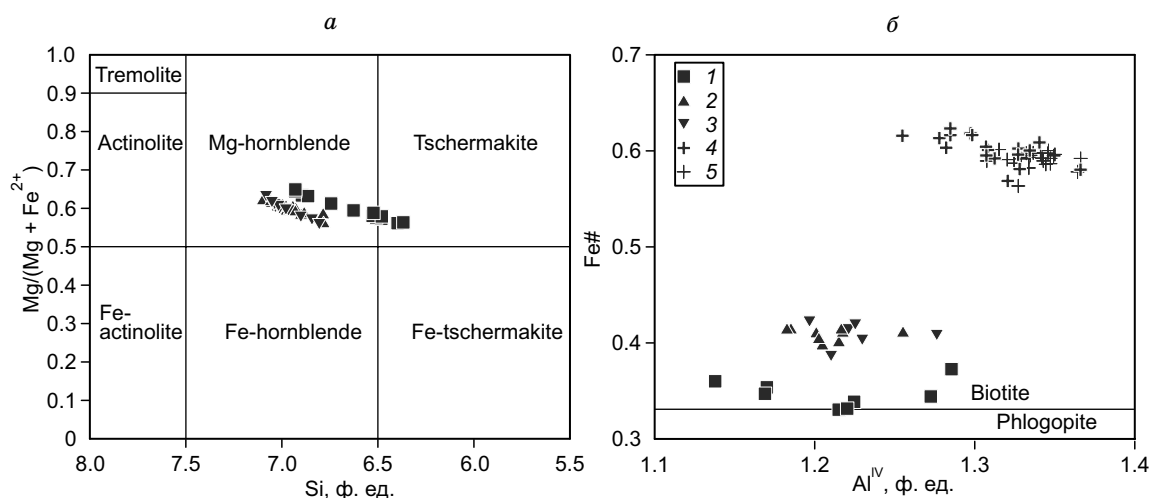 а
1.0
0.9
0.8
0.7
0.6
0.5
0.4
0.3
0.2
0.1
0
Mg/(Mg + Fe²⁺)
Tremolite
Actinolite
Mg-hornblende
Tschermakite
Fe-
actinolite
Fe-hornblende
Fe-tschermakite
8.0 7.5 7.0 6.5 6.0 5.5
Si, ф. ед.
б
0.7
0.6
0.5
0.4
0.3
Fe#
1
2
3
4
5
Biotite
Phlogopite
1.1 1.2 1.3 1.4
Alᴵⱽ, ф. ед.